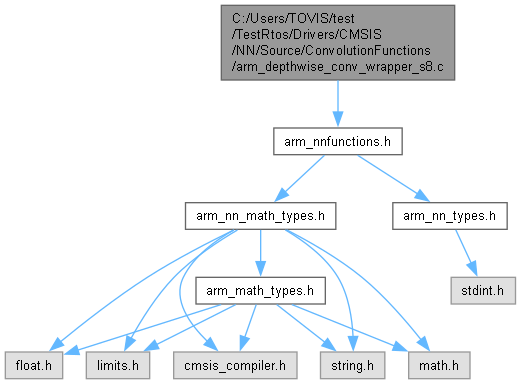 C:/Users/TOVIS/test
/TestRtos/Drivers/CMSIS
/NN/Source/ConvolutionFunctions
/arm_depthwise_conv_wrapper_s8.c
arm_nnfunctions.h
arm_nn_math_types.h
arm_nn_types.h
arm_math_types.h
stdint.h
float.h
limits.h
cmsis_compiler.h
string.h
math.h